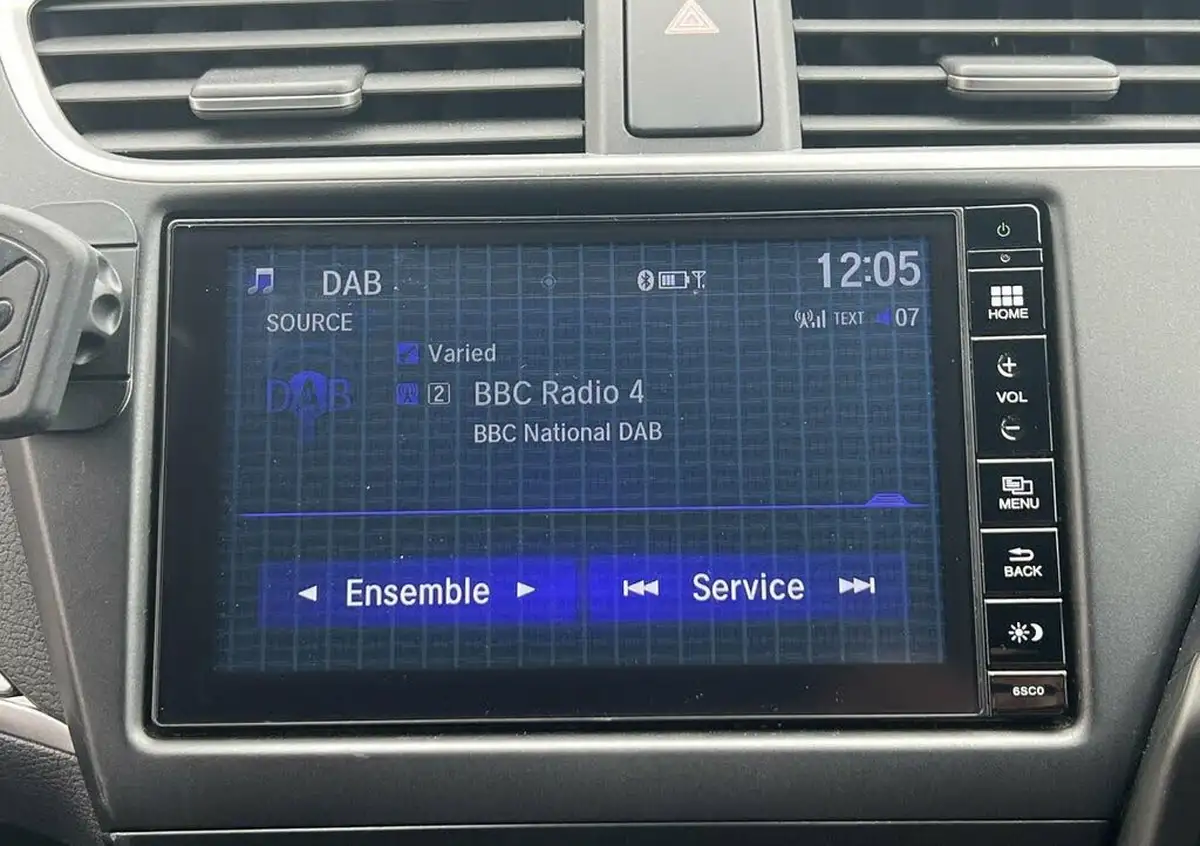 DAB
12:05
SOURCE
TEXT 07
Varied
DAB
2 BBC Radio 4
BBC National DAB
Ensemble
Service
HOME
VOL
MENU
BACK
6SC0